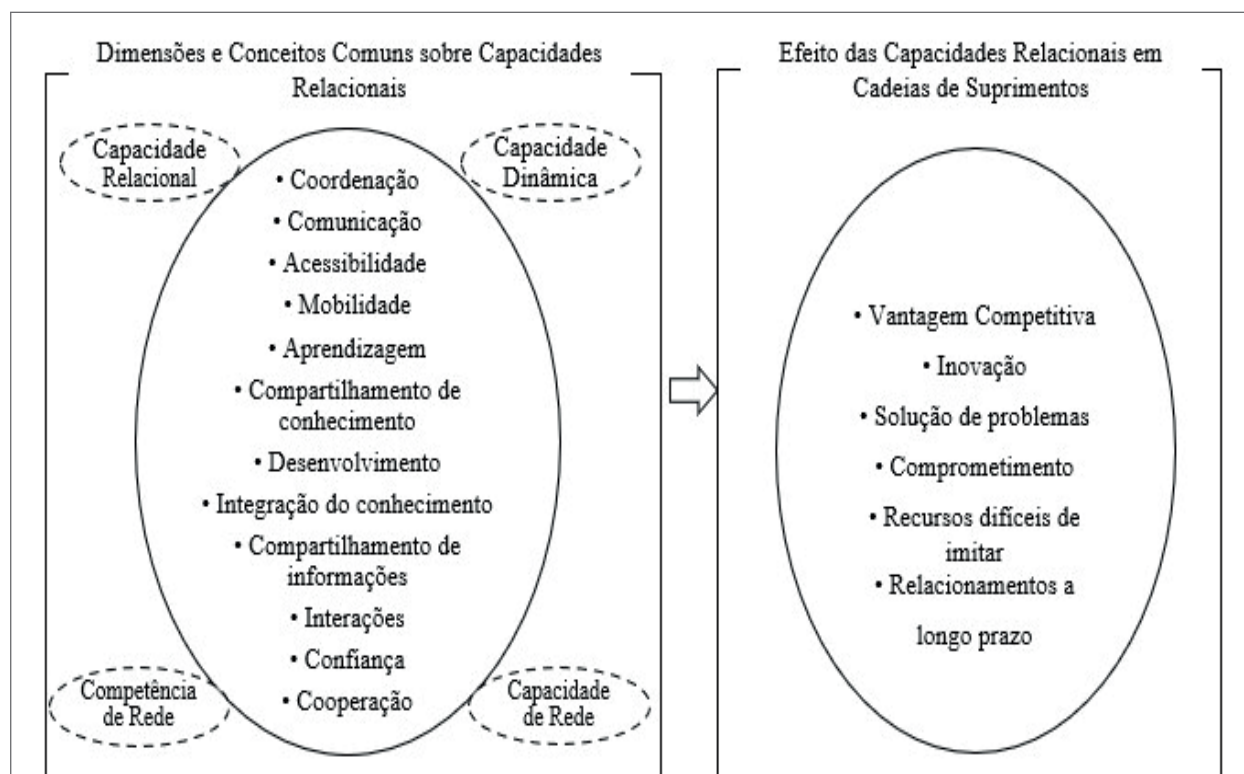 Dimensões e Conceitos Comuns sobre Capacidades
Relacionais
Capacidade
Relacional
Capacidade
Dinâmica
• Coordenação
• Comunicação
• Acessibilidade
• Mobilidade
• Aprendizagem
• Compartilhamento de
conhecimento
• Desenvolvimento
• Integração do conhecimento
• Compartilhamento de
informações
• Interações
• Confiança
• Cooperação
Competência
de Rede
Capacidade
de Rede
Efeito das Capacidades Relacionais em
Cadeias de Suprimentos
• Vantagem Competitiva
• Inovação
• Solução de problemas
• Comprometimento
• Recursos difíceis de
imitar
• Relacionamentos a
longo prazo